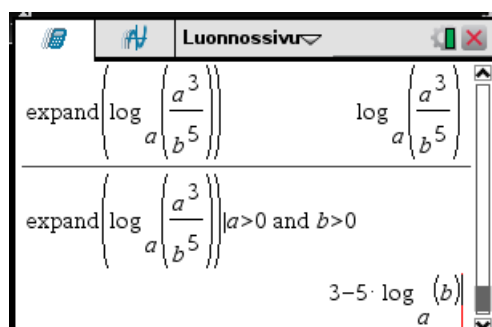 Luonnossivu
expand(log_a(a^3/b^5)) log_a(a^3/b^5)
expand(log_a(a^3/b^5))|a>0 and b>0
3−5·log_a(b)